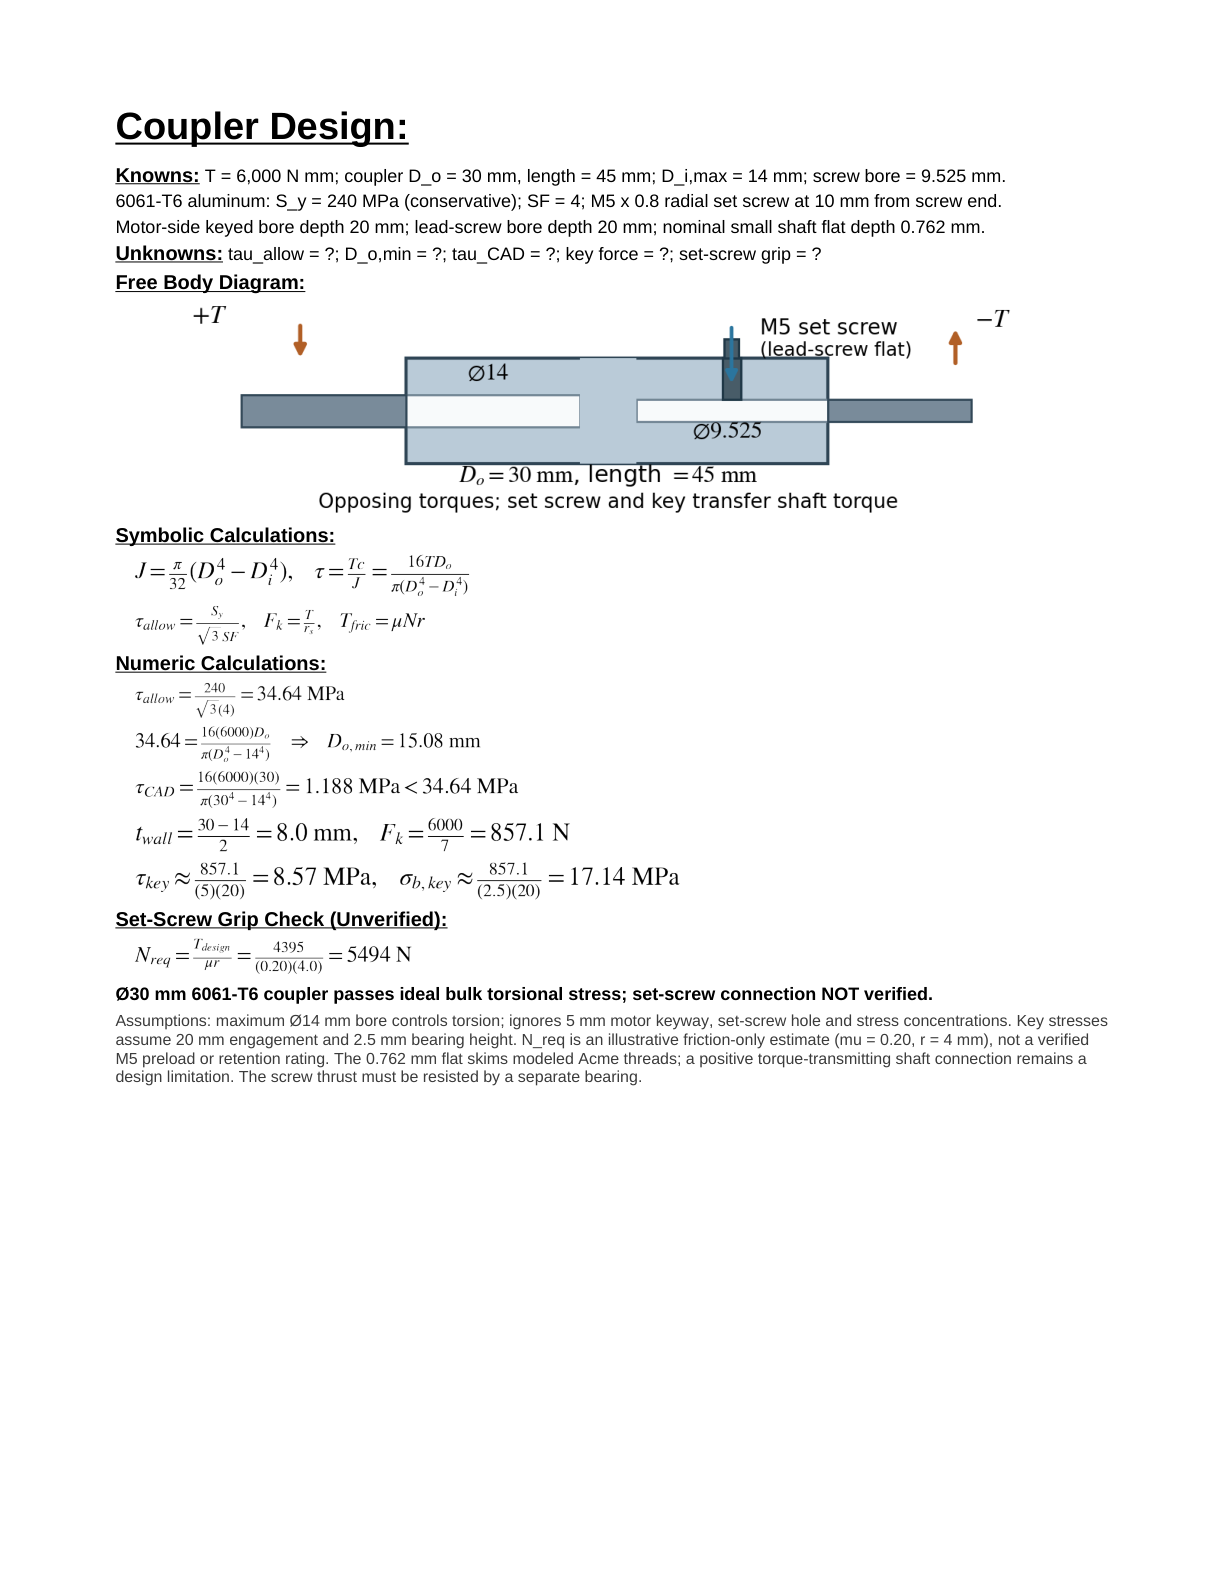 Coupler Design:
Knowns: T = 6,000 N mm; coupler D_o = 30 mm, length = 45 mm; D_i,max = 14 mm; screw bore = 9.525 mm.
6061-T6 aluminum: S_y = 240 MPa (conservative); SF = 4; M5 x 0.8 radial set screw at 10 mm from screw end.
Motor-side keyed bore depth 20 mm; lead-screw bore depth 20 mm; nominal small shaft flat depth 0.762 mm.
Unknowns: tau_allow = ?; D_o,min = ?; tau_CAD = ?; key force = ?; set-screw grip = ?
Free Body Diagram:
+T
M5 set screw
(lead-screw flat)
−T
∅14
∅9.525
D_o = 30 mm, length = 45 mm
Opposing torques; set screw and key transfer shaft torque
Symbolic Calculations:
J = π/32 (D_o^4 − D_i^4), τ = Tc/J = 16TD_o/π(D_o^4 − D_i^4)
τ_allow = S_y/√3 SF, F_k = T/r_s, T_fric = μNr
Numeric Calculations:
τ_allow = 240/√3(4) = 34.64 MPa
34.64 = 16(6000)D_o/π(D_o^4 − 14^4) ⇒ D_o,min = 15.08 mm
τ_CAD = 16(6000)(30)/π(30^4 − 14^4) = 1.188 MPa < 34.64 MPa
t_wall = 30 − 14/2 = 8.0 mm, F_k = 6000/7 = 857.1 N
τ_key ≈ 857.1/(5)(20) = 8.57 MPa, σ_b,key ≈ 857.1/(2.5)(20) = 17.14 MPa
Set-Screw Grip Check (Unverified):
N_req = T_design/μr = 4395/(0.20)(4.0) = 5494 N
Ø30 mm 6061-T6 coupler passes ideal bulk torsional stress; set-screw connection NOT verified.
Assumptions: maximum Ø14 mm bore controls torsion; ignores 5 mm motor keyway, set-screw hole and stress concentrations. Key stresses
assume 20 mm engagement and 2.5 mm bearing height. N_req is an illustrative friction-only estimate (mu = 0.20, r = 4 mm), not a verified
M5 preload or retention rating. The 0.762 mm flat skims modeled Acme threads; a positive torque-transmitting shaft connection remains a
design limitation. The screw thrust must be resisted by a separate bearing.